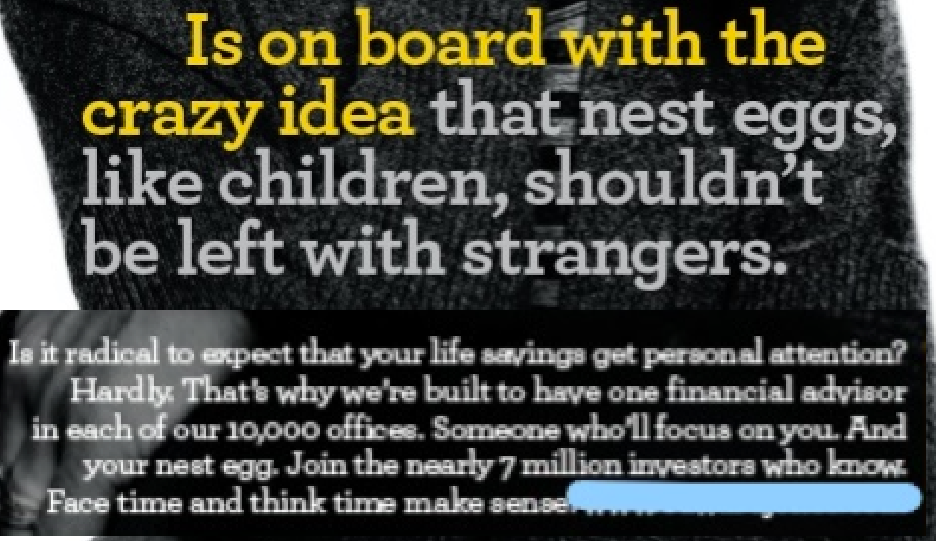 Is on board with the
crazy idea that nest eggs,
like children, shouldn't
be left with strangers.
Is it radical to expect that your life savings get personal attention?
Hardly. That's why we're built to have one financial advisor
in each of our 10,000 offices. Someone who'll focus on you. And
your nest egg. Join the nearly 7 million investors who know.
Face time and think time make sense.